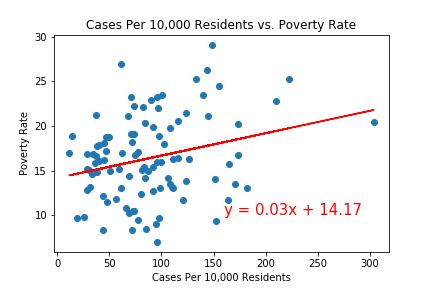 Cases Per 10,000 Residents vs. Poverty Rate
30
25
20
15
10
Poverty Rate
y = 0.03x + 14.17
0 50 100 150 200 250 300
Cases Per 10,000 Residents